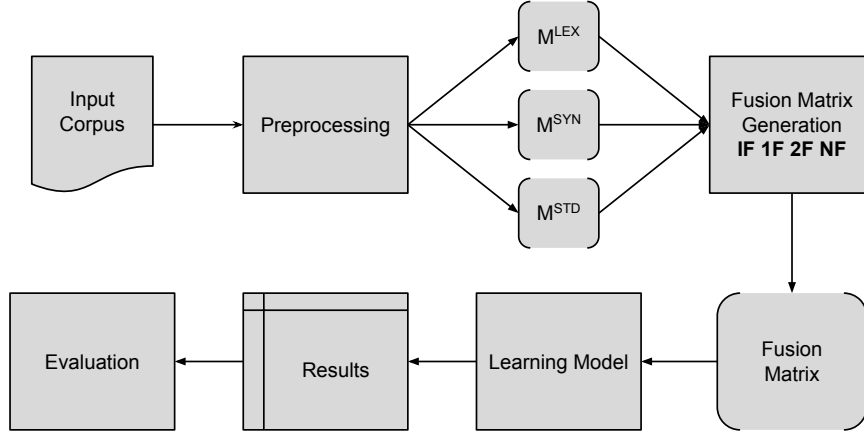 Input
Corpus
Preprocessing
M^LEX
M^SYN
M^STD
Fusion Matrix
Generation
IF 1F 2F NF
Fusion
Matrix
Learning Model
Results
Evaluation